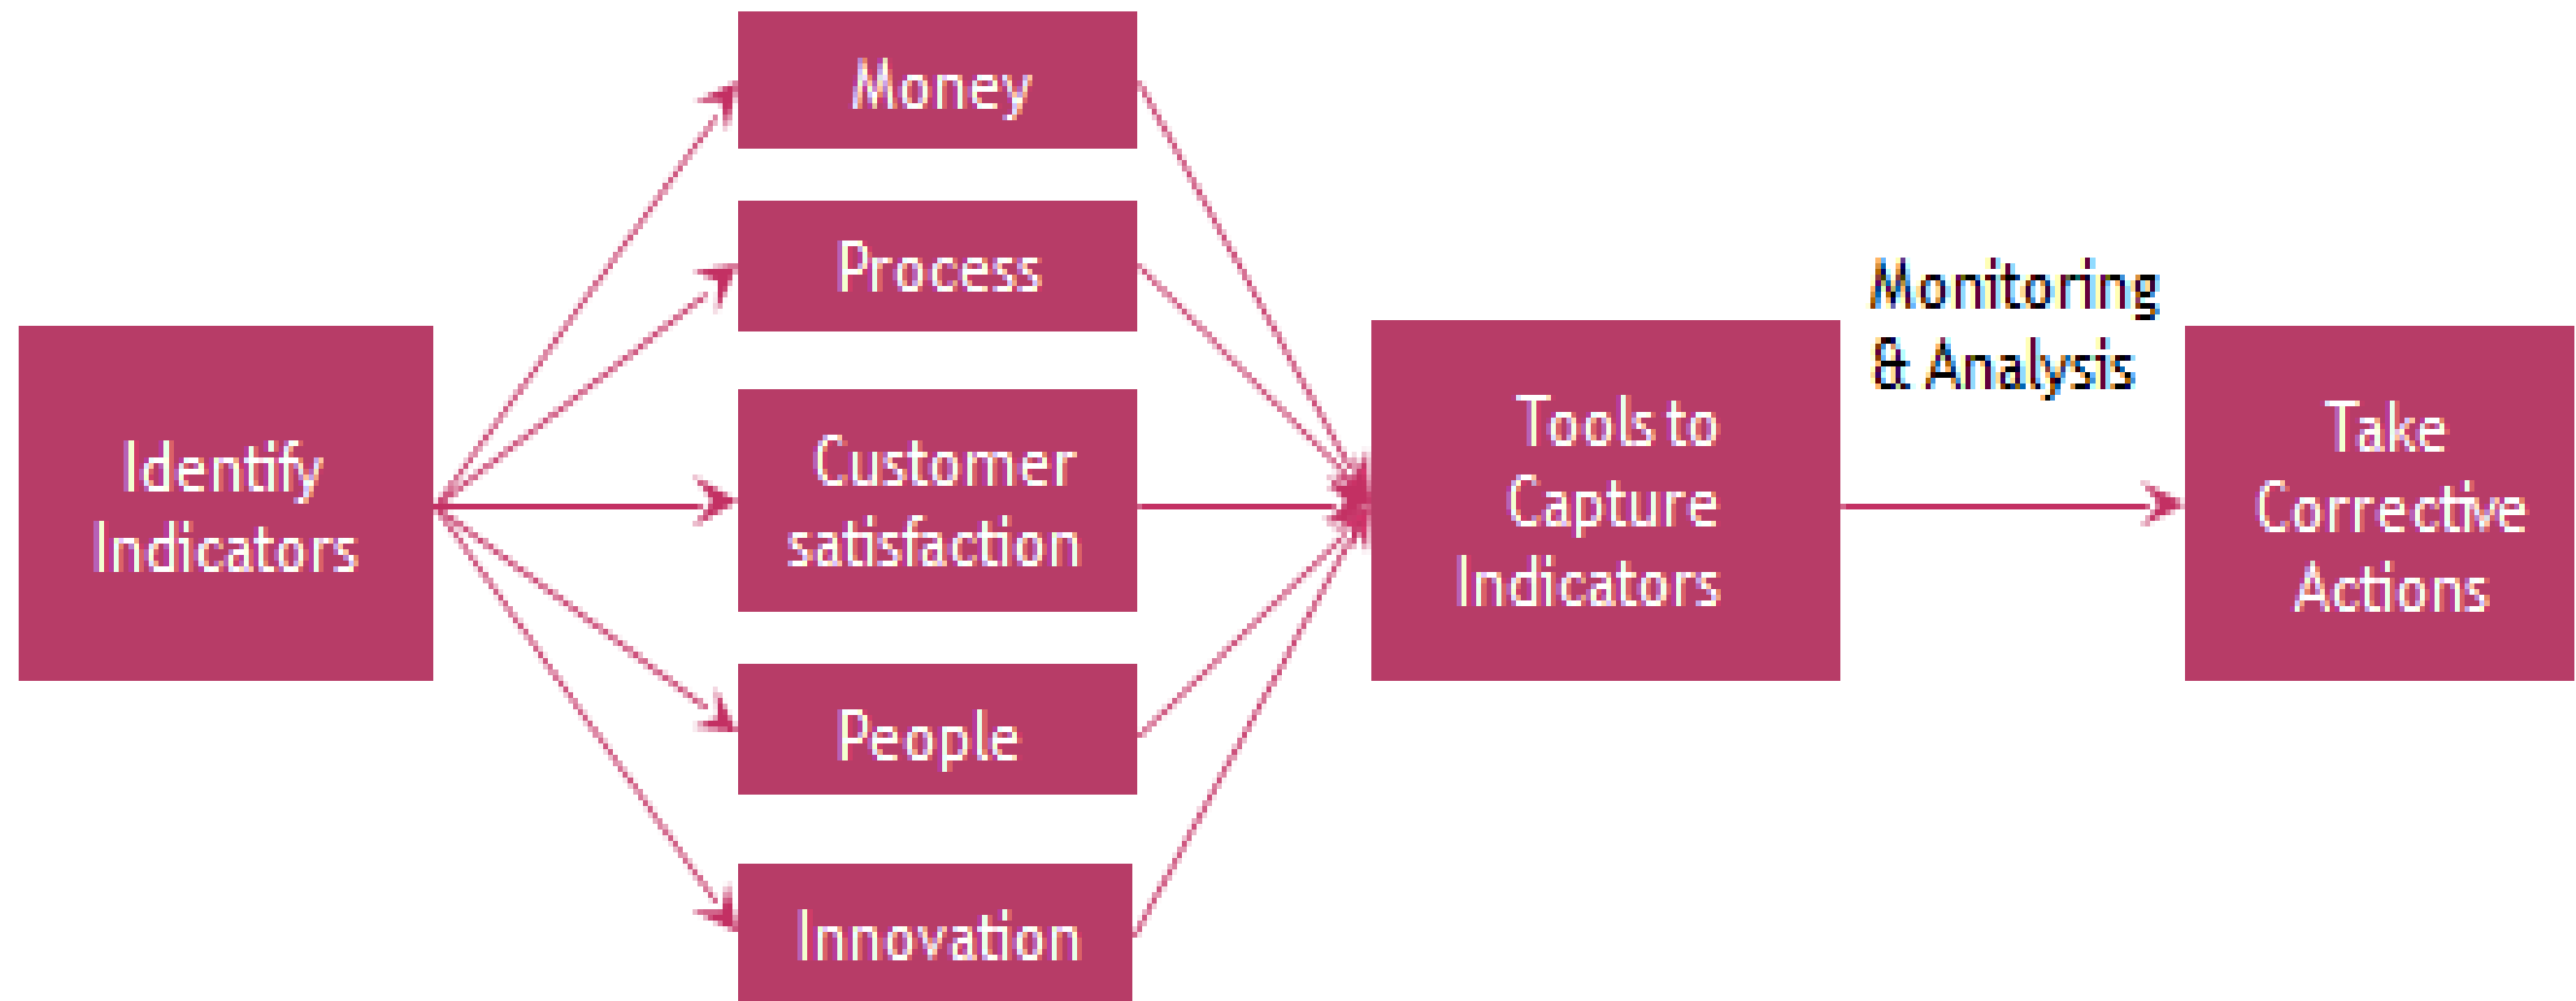 Identify
Indicators
Money
Process
Customer
satisfaction
People
Innovation
Tools to
Capture
Indicators
Monitoring
& Analysis
Take
Corrective
Actions